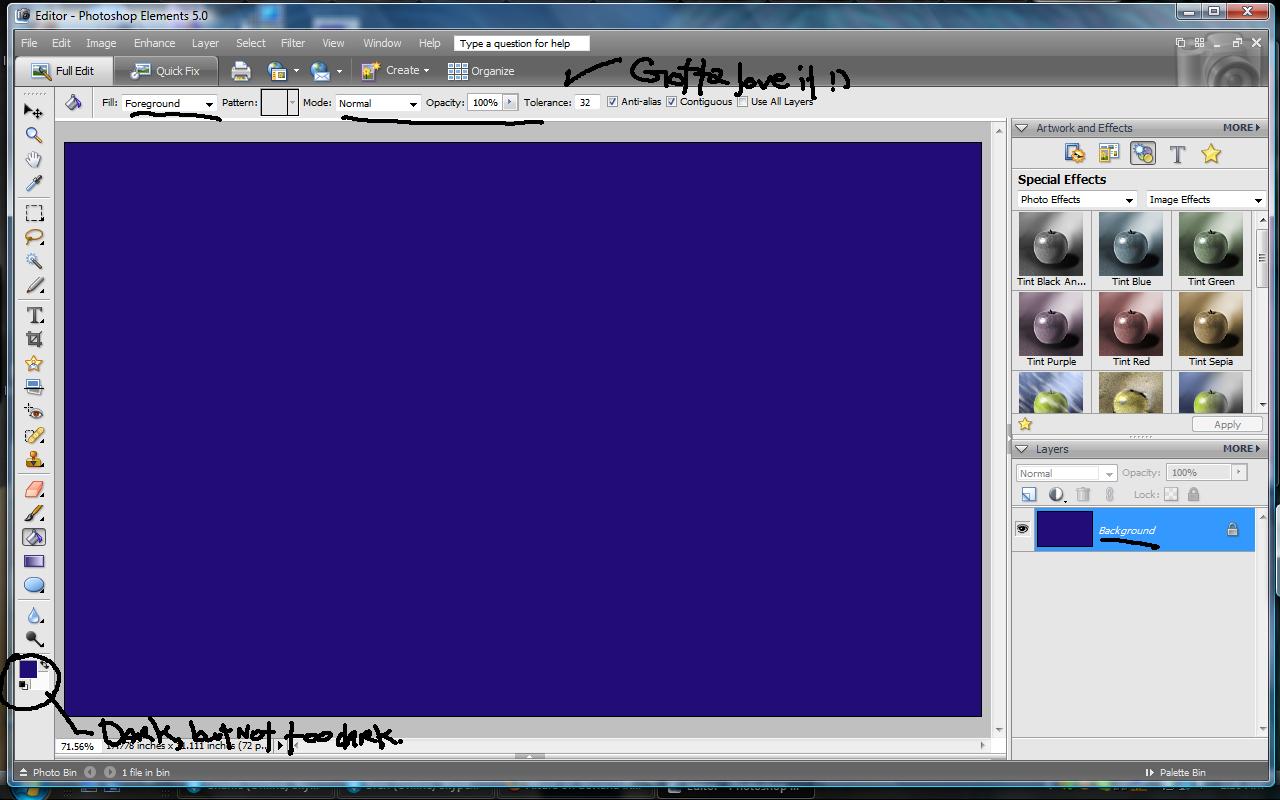 Editor - Photoshop Elements 5.0
File Edit Image Enhance Layer Select Filter View Window Help Type a question for help
Full Edit Quick Fix Create Organize
Gotta love it !:)
Fill: Foreground Pattern: Mode: Normal Opacity: 100% Tolerance: 32 Anti-alias Contiguous Use All Layers
Artwork and Effects MORE
T
Special Effects
Photo Effects Image Effects
Tint Black An... Tint Blue Tint Green
Tint Purple Tint Red Tint Sepia
Apply
Layers MORE
Normal Opacity: 100%
Lock:
Background
T
Dark, but Not too dark.
71.56% inches x 11.111 inches (72 p...
Photo Bin 1 file in bin Palette Bin